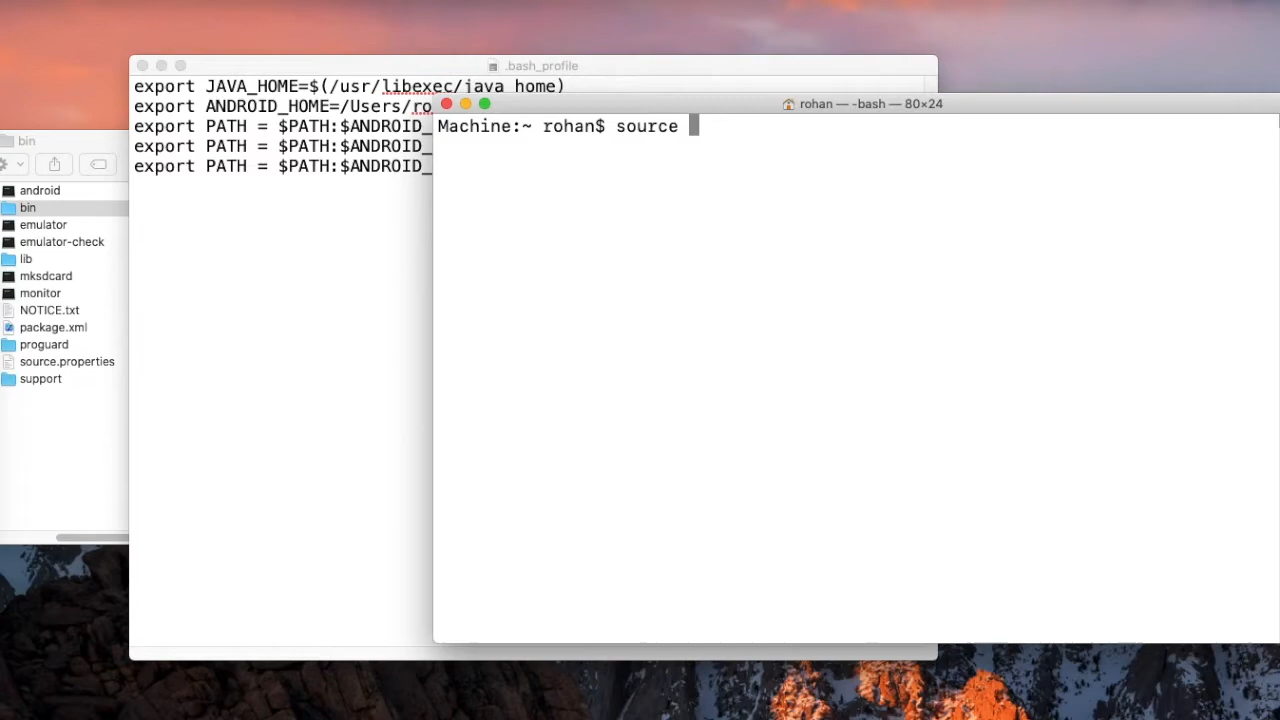 .bash_profile
export JAVA_HOME=$(/usr/libexec/java_home)
export ANDROID_HOME=/Users/ro
export PATH = $PATH:$ANDROID_
export PATH = $PATH:$ANDROID_
export PATH = $PATH:$ANDROID_
rohan — -bash — 80×24
Machine:~ rohan$ source
bin
android
bin
emulator
emulator-check
lib
mksdcard
monitor
NOTICE.txt
package.xml
proguard
source.properties
support